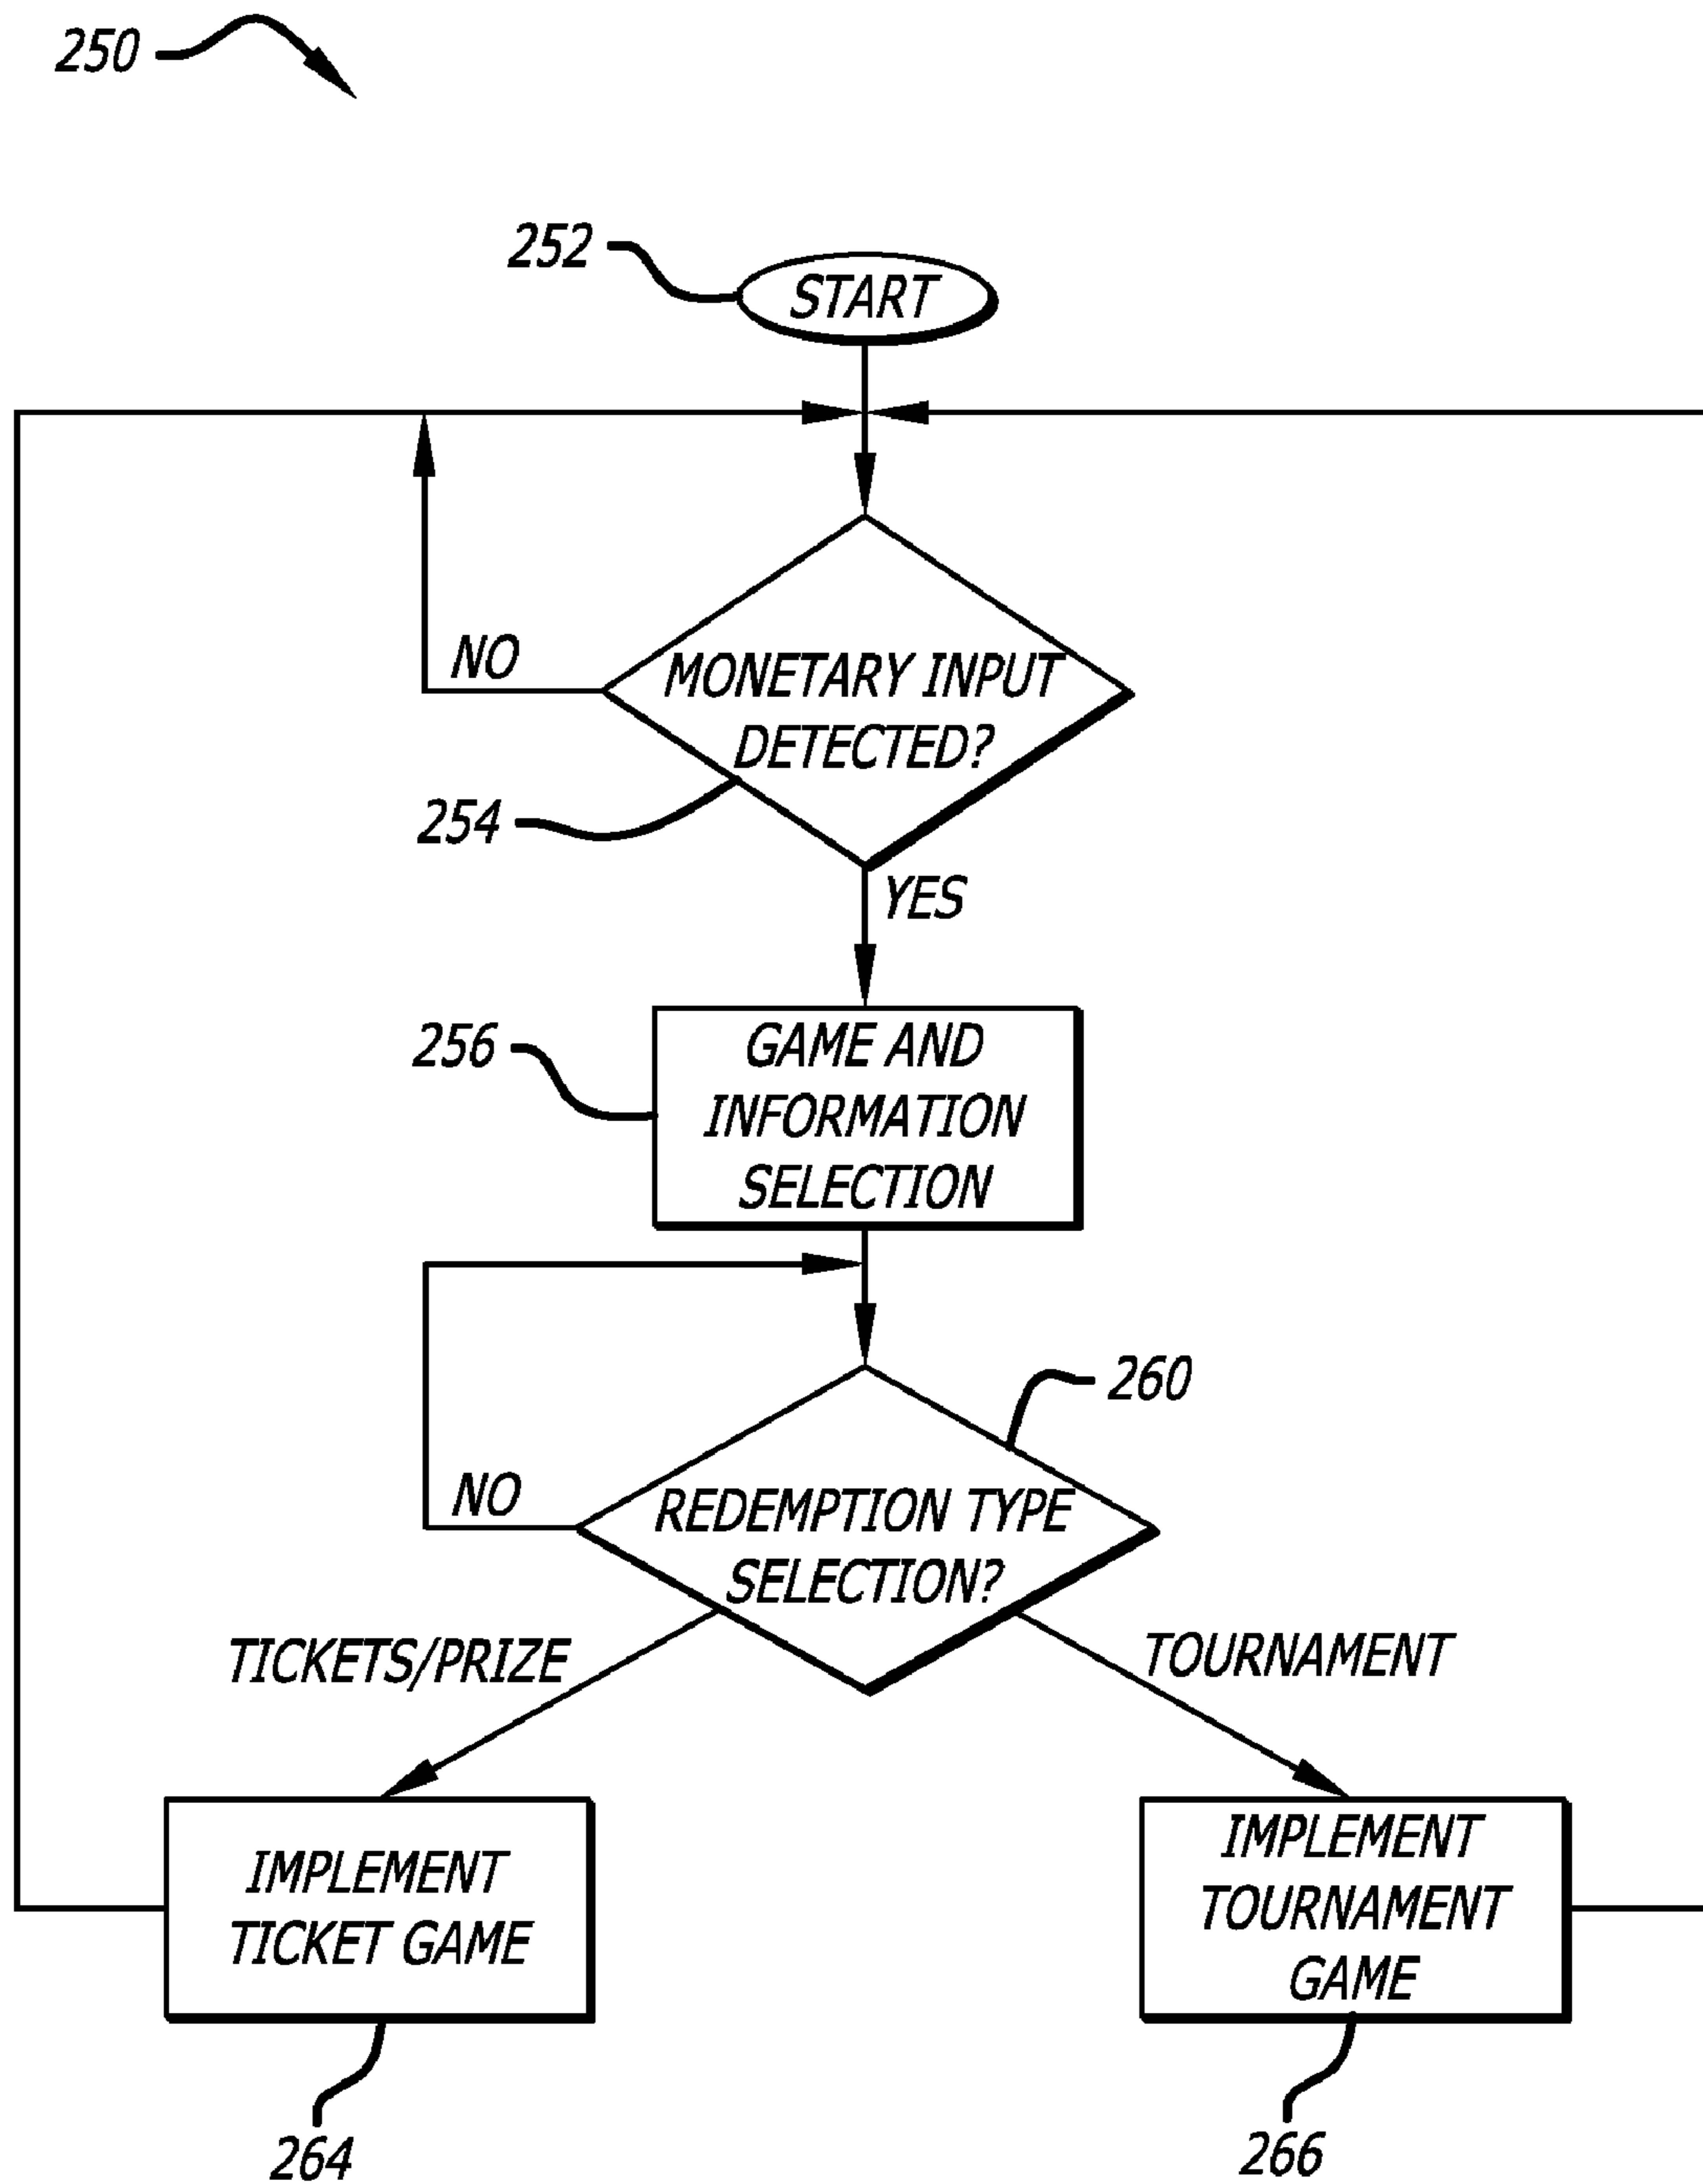 250
252
START
NO
MONETARY INPUT
DETECTED?
254
YES
256
GAME AND
INFORMATION
SELECTION
260
NO
REDEMPTION TYPE
SELECTION?
TICKETS/PRIZE
TOURNAMENT
IMPLEMENT
TICKET GAME
IMPLEMENT
TOURNAMENT
GAME
264
266